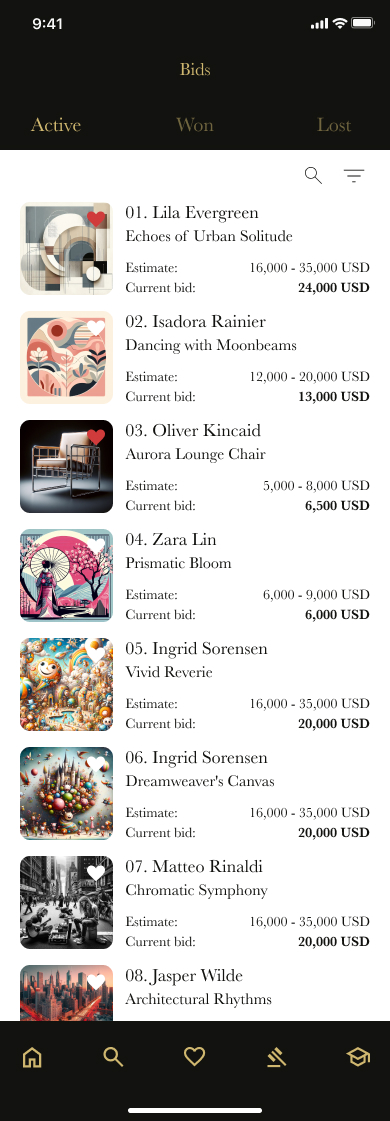 9:41
Bids
Active Won Lost
01. Lila Evergreen
Echoes of Urban Solitude
Estimate: 16,000 - 35,000 USD
Current bid: 24,000 USD
02. Isadora Rainier
Dancing with Moonbeams
Estimate: 12,000 - 20,000 USD
Current bid: 13,000 USD
03. Oliver Kincaid
Aurora Lounge Chair
Estimate: 5,000 - 8,000 USD
Current bid: 6,500 USD
04. Zara Lin
Prismatic Bloom
Estimate: 6,000 - 9,000 USD
Current bid: 6,000 USD
05. Ingrid Sorensen
Vivid Reverie
Estimate: 16,000 - 35,000 USD
Current bid: 20,000 USD
06. Ingrid Sorensen
Dreamweaver's Canvas
Estimate: 16,000 - 35,000 USD
Current bid: 20,000 USD
07. Matteo Rinaldi
Chromatic Symphony
Estimate: 16,000 - 35,000 USD
Current bid: 20,000 USD
08. Jasper Wilde
Architectural Rhythms